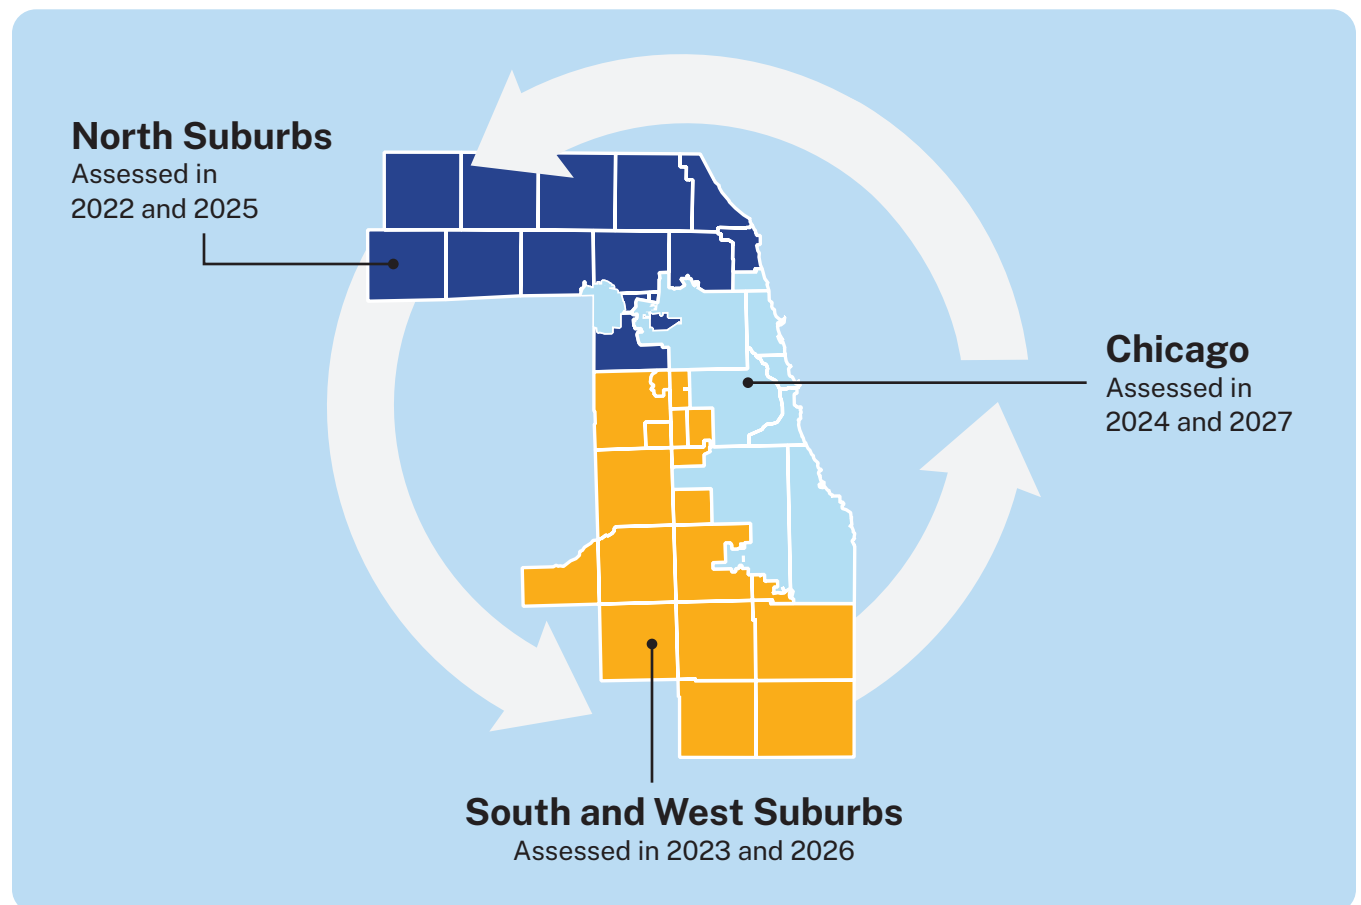 North Suburbs
Assessed in
2022 and 2025
Chicago
Assessed in
2024 and 2027
South and West Suburbs
Assessed in 2023 and 2026